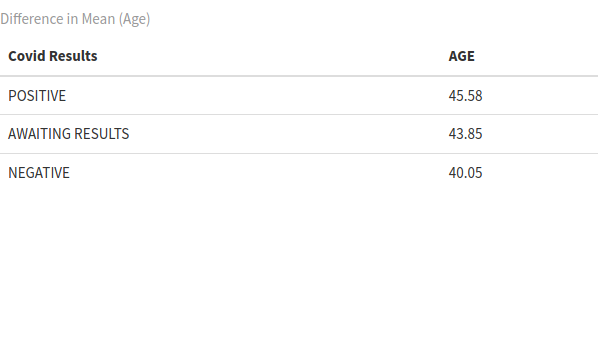 Difference in Mean (Age)
Covid Results AGE
POSITIVE 45.58
AWAITING RESULTS 43.85
NEGATIVE 40.05